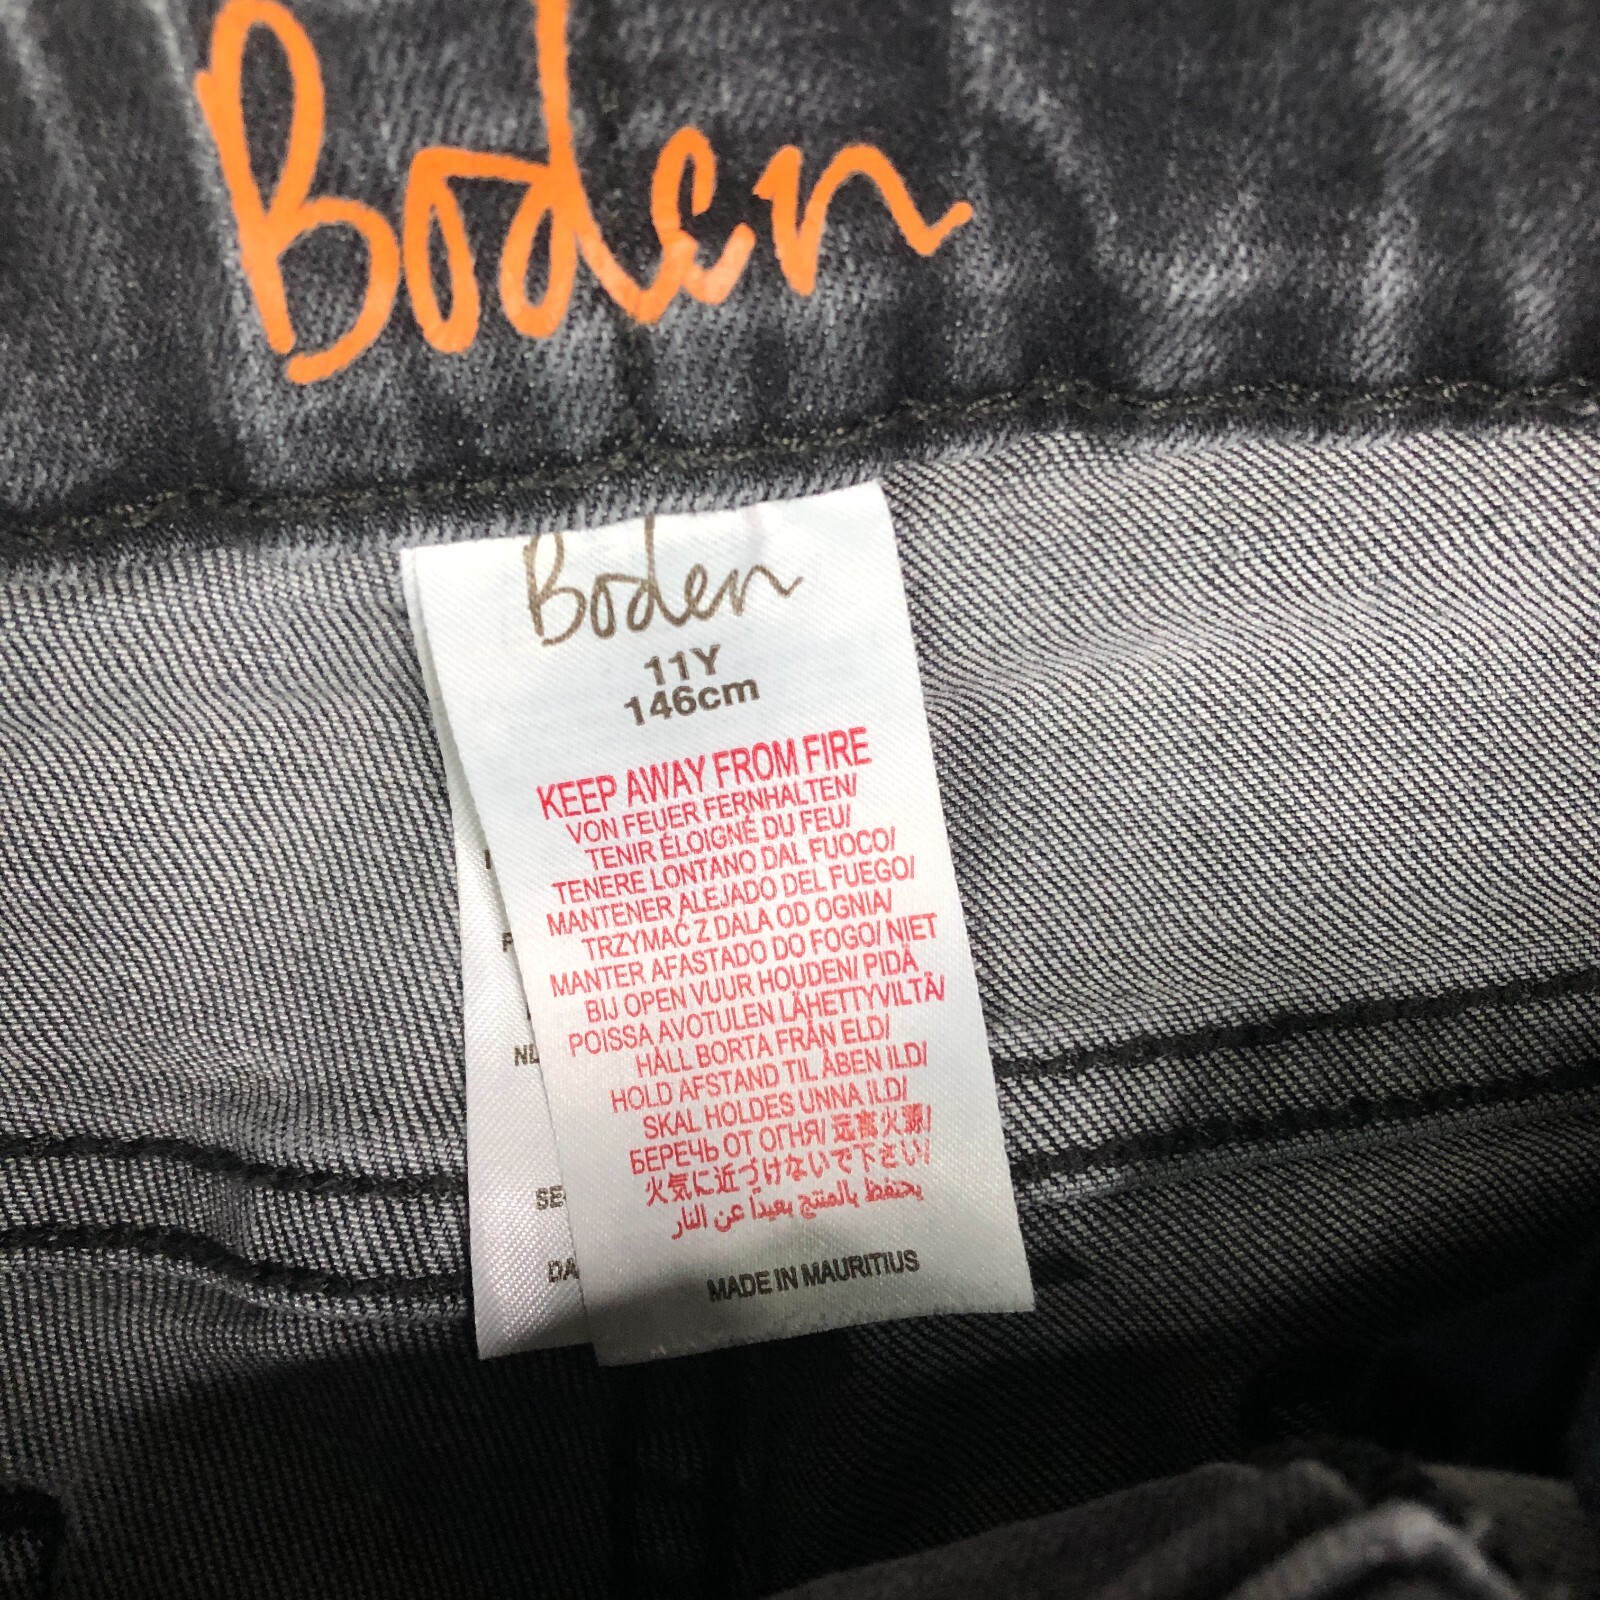 Boden
Boden
11Y
146cm
KEEP AWAY FROM FIRE
VON FEUER FERNHALTEN/
TENIR ÉLOIGNÉ DU FEU/
TENERE LONTANO DAL FUOCO/
MANTENER ALEJADO DEL FUEGO/
TRZYMAĆ Z DALA OD OGNIA/
MANTER AFASTADO DO FOGO/ NIET
BIJ OPEN VUUR HOUDEN/ PIDÄ
POISSA AVOTULEN LÄHETTYVILTÄ/
HÅLL BORTA FRÅN ELD/
HOLD AFSTAND TIL ÅBEN ILD/
SKAL HOLDES UNNA ILD/
БЕРЕЧЬ ОТ ОГНЯ/ 远离火源/
火気に近づけないで下さい/
يحتفظ بالمنتج بعيداً عن النار
MADE IN MAURITIUS
NL
SE
DA